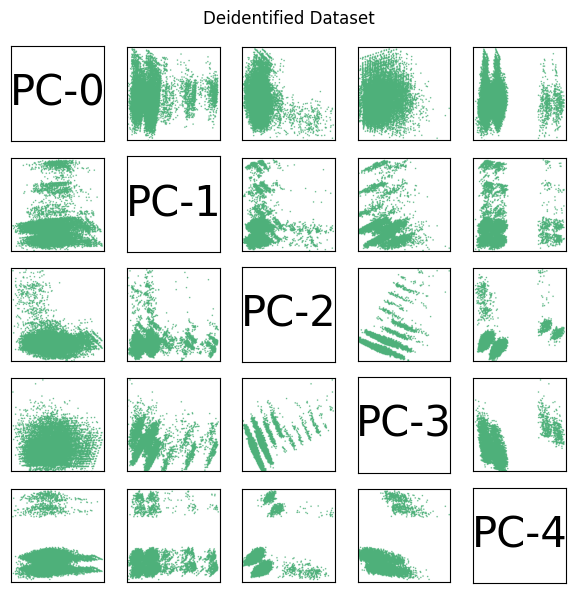 Deidentified Dataset
PC-0
PC-1
PC-2
PC-3
PC-4